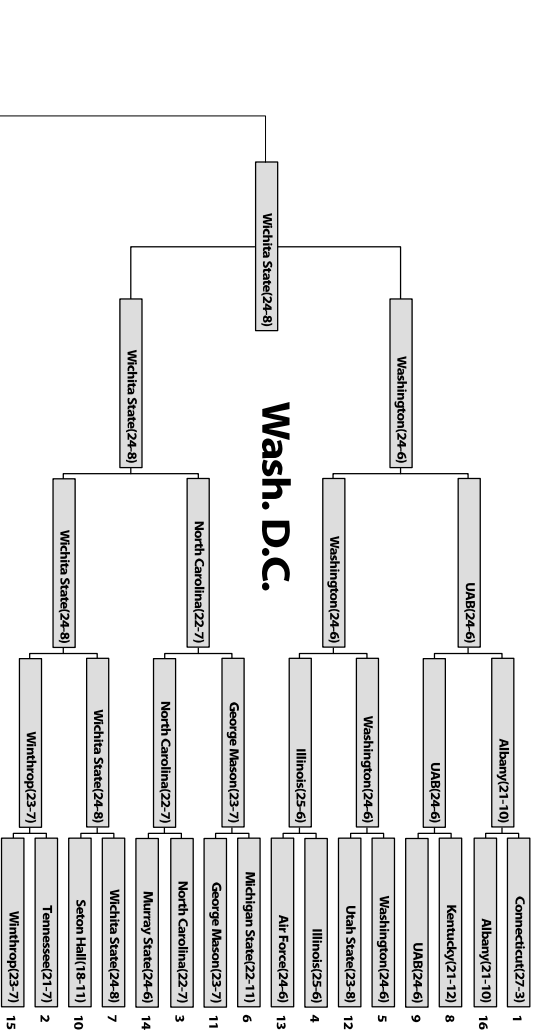 Connecticut(27-3) 1
Albany(21-10) 16
Kentucky(21-12) 8
UAB(24-6) 9
Washington(24-6) 5
Utah State(23-8) 12
Illinois(25-6) 4
Air Force(24-6) 13
Michigan State(22-11) 6
George Mason(23-7) 11
North Carolina(22-7) 3
Murray State(24-6) 14
Wichita State(24-8) 7
Seton Hall(18-11) 10
Tennessee(21-7) 2
Winthrop(23-7) 15
Albany(21-10)
UAB(24-6)
Washington(24-6)
Illinois(25-6)
George Mason(23-7)
North Carolina(22-7)
Wichita State(24-8)
Winthrop(23-7)
UAB(24-6)
Washington(24-6)
North Carolina(22-7)
Wichita State(24-8)
Washington(24-6)
Wash. D.C.
Wichita State(24-8)
Wichita State(24-8)